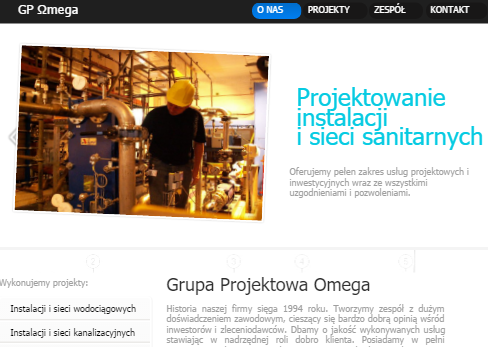 GP Ωmega
O NAS
PROJEKTY
ZESPÓŁ
KONTAKT
Projektowanie
instalacji
i sieci sanitarnych
Oferujemy pełen zakres usług projektowych i
inwestycyjnych wraz ze wszystkimi
uzgodnieniami i pozwoleniami.
Wykonujemy projekty:
Instalacji i sieci wodociągowych
Instalacji i sieci kanalizacyjnych
Grupa Projektowa Omega
Historia naszej firmy sięga 1994 roku. Tworzymy zespół z dużym
doświadczeniem zawodowym, cieszący się bardzo dobrą opinią wśród
inwestorów i zleceniodawców. Dbamy o jakość wykonywanych usług
stawiając w nadrzędnej roli dobro klienta. Posiadamy w pełni